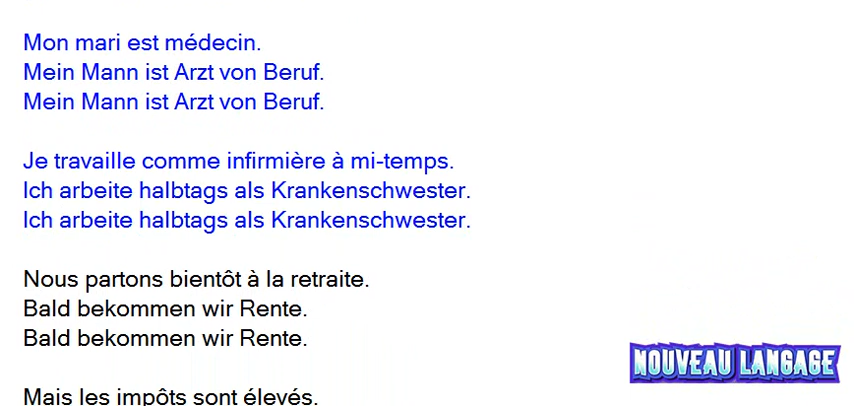 Mon mari est médecin.
Mein Mann ist Arzt von Beruf.
Mein Mann ist Arzt von Beruf.
Je travaille comme infirmière à mi-temps.
Ich arbeite halbtags als Krankenschwester.
Ich arbeite halbtags als Krankenschwester.
Nous partons bientôt à la retraite.
Bald bekommen wir Rente.
Bald bekommen wir Rente.
NOUVEAU LANGAGE
Mais les impôts sont élevés.